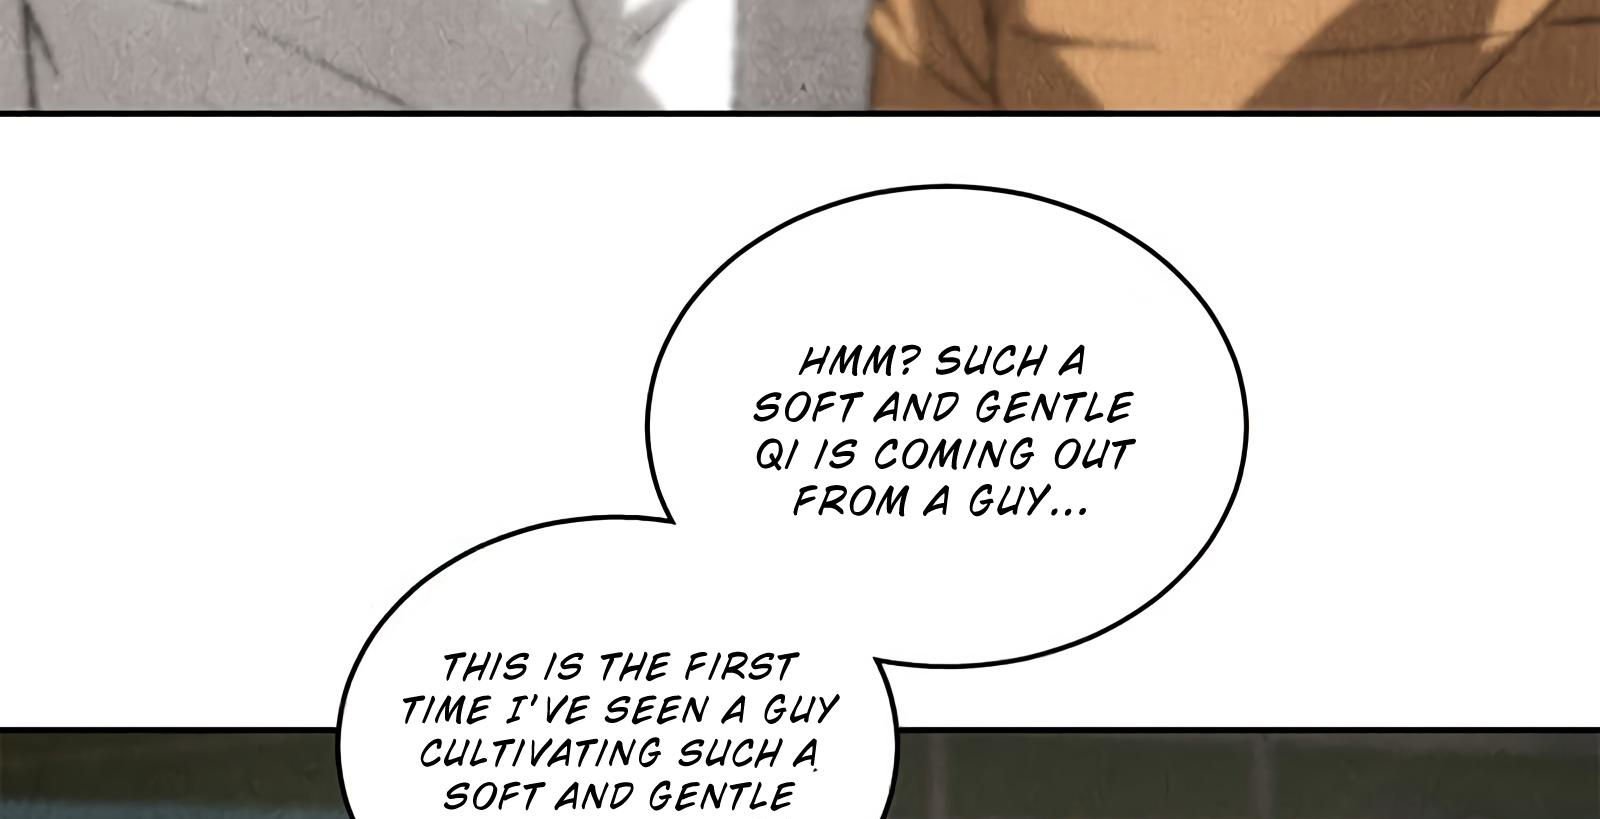 HMM? SUCH A
SOFT AND GENTLE
QI IS COMING OUT
FROM A GUY...
THIS IS THE FIRST
TIME I'VE SEEN A GUY
CULTIVATING SUCH A
SOFT AND GENTLE